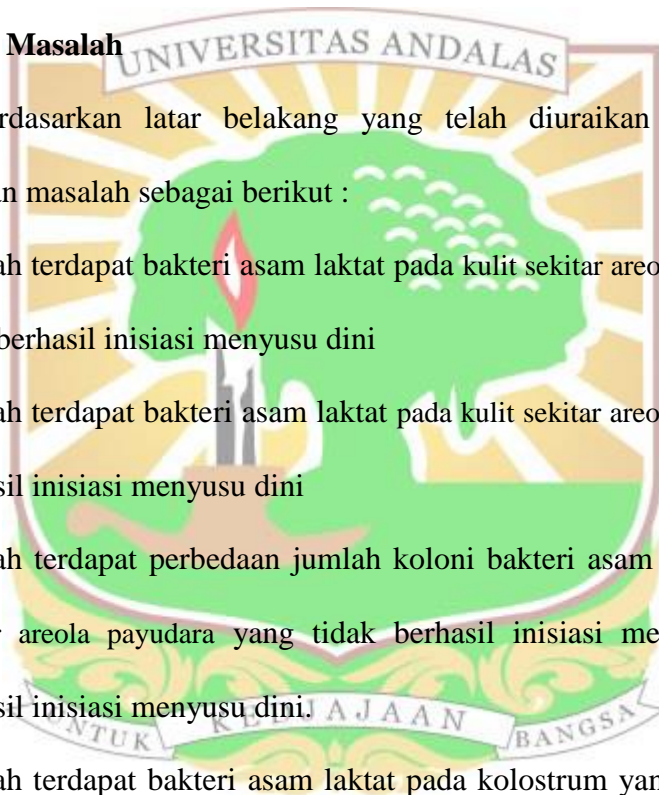 Masalah
UNIVERSITAS ANDALAS
rdasarkan latar belakang yang telah diuraikan
n masalah sebagai berikut :
ah terdapat bakteri asam laktat pada kulit sekitar areo
berhasil inisiasi menyusu dini
ah terdapat bakteri asam laktat pada kulit sekitar areo
sil inisiasi menyusu dini
ah terdapat perbedaan jumlah koloni bakteri asam
r areola payudara yang tidak berhasil inisiasi me
sil inisiasi menyusu dini.
UNTUK KEDJAJAAN BANGSA
ah terdapat bakteri asam laktat pada kolostrum yan